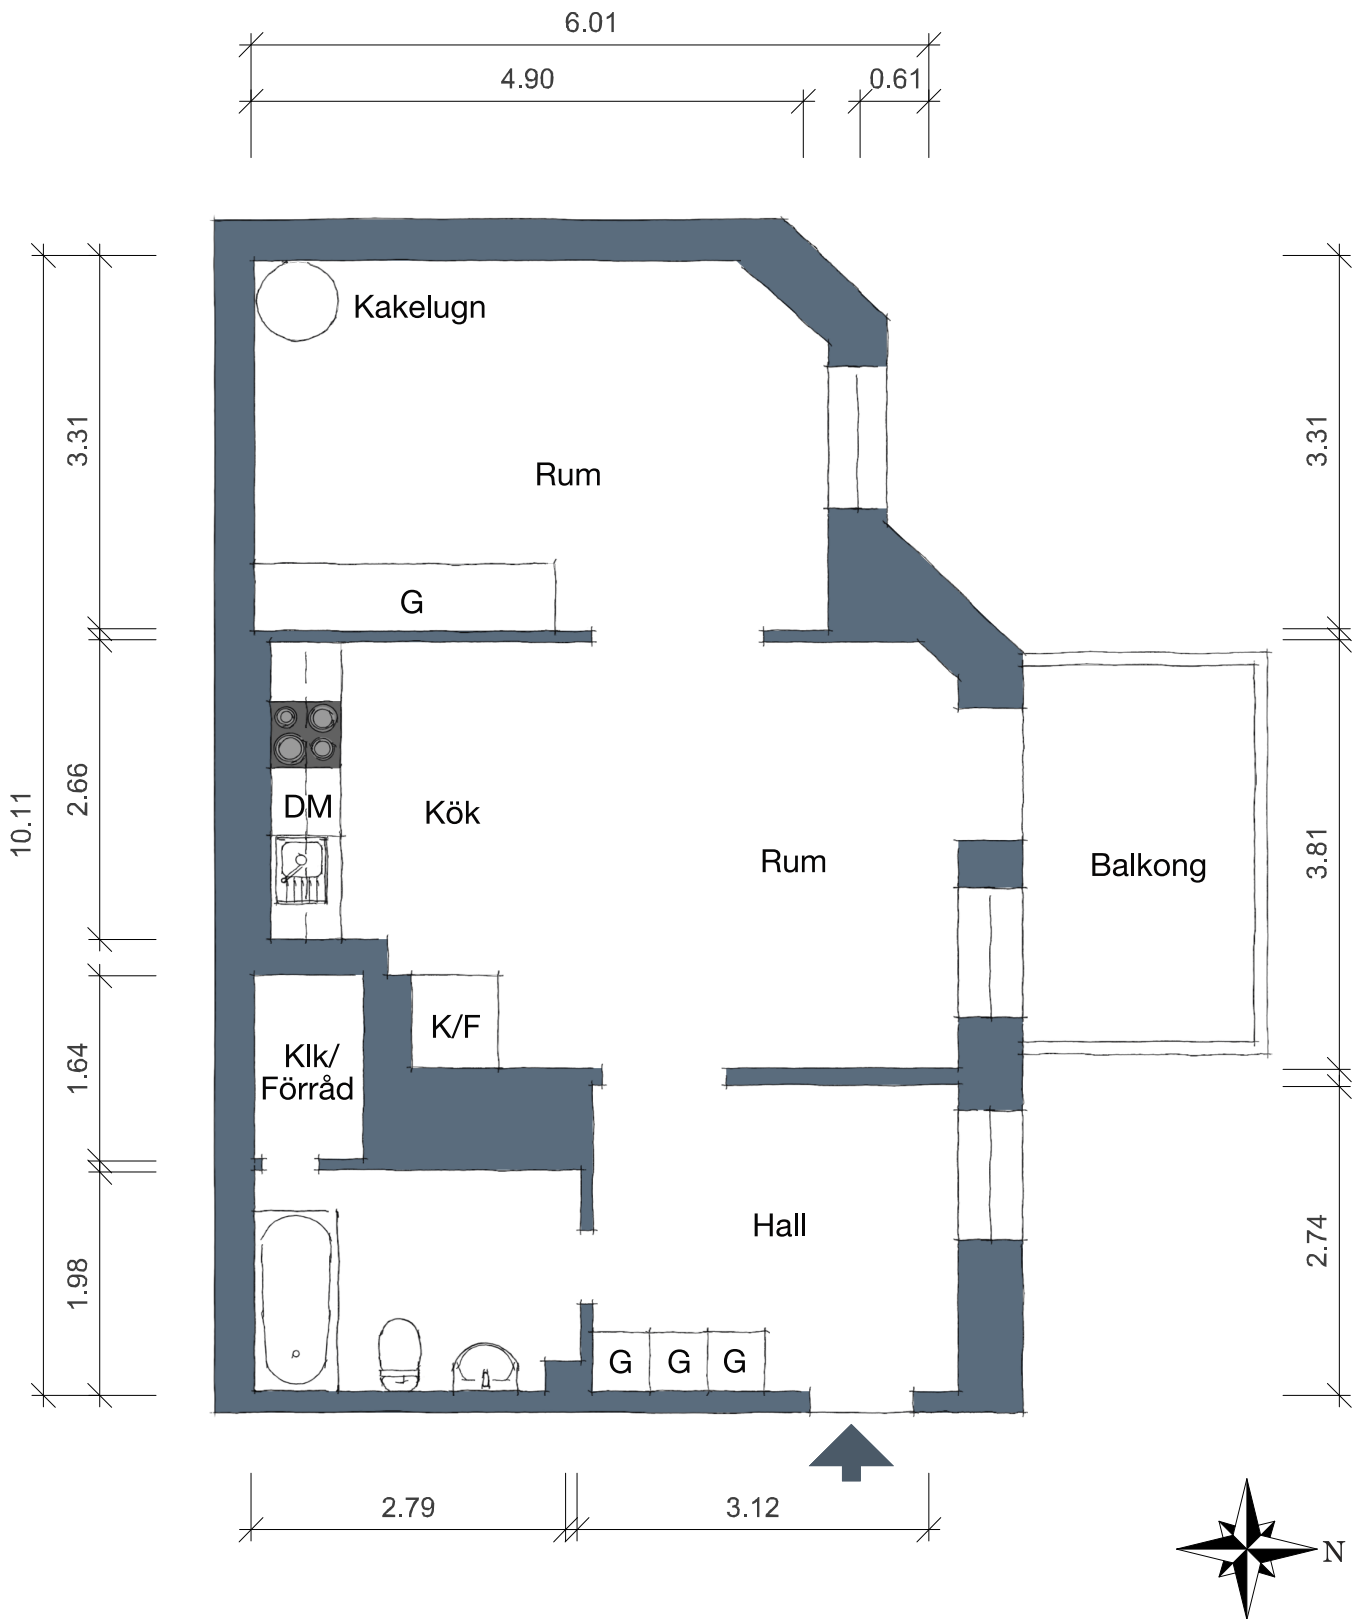 6.01
4.90
0.61
Kakelugn
3.31
3.31
Rum
G
2.66
DM
Kök
10.11
Rum
Balkong
3.81
K/F
Klk/
Förråd
1.64
Hall
2.74
1.98
G
G
G
2.79
3.12
N